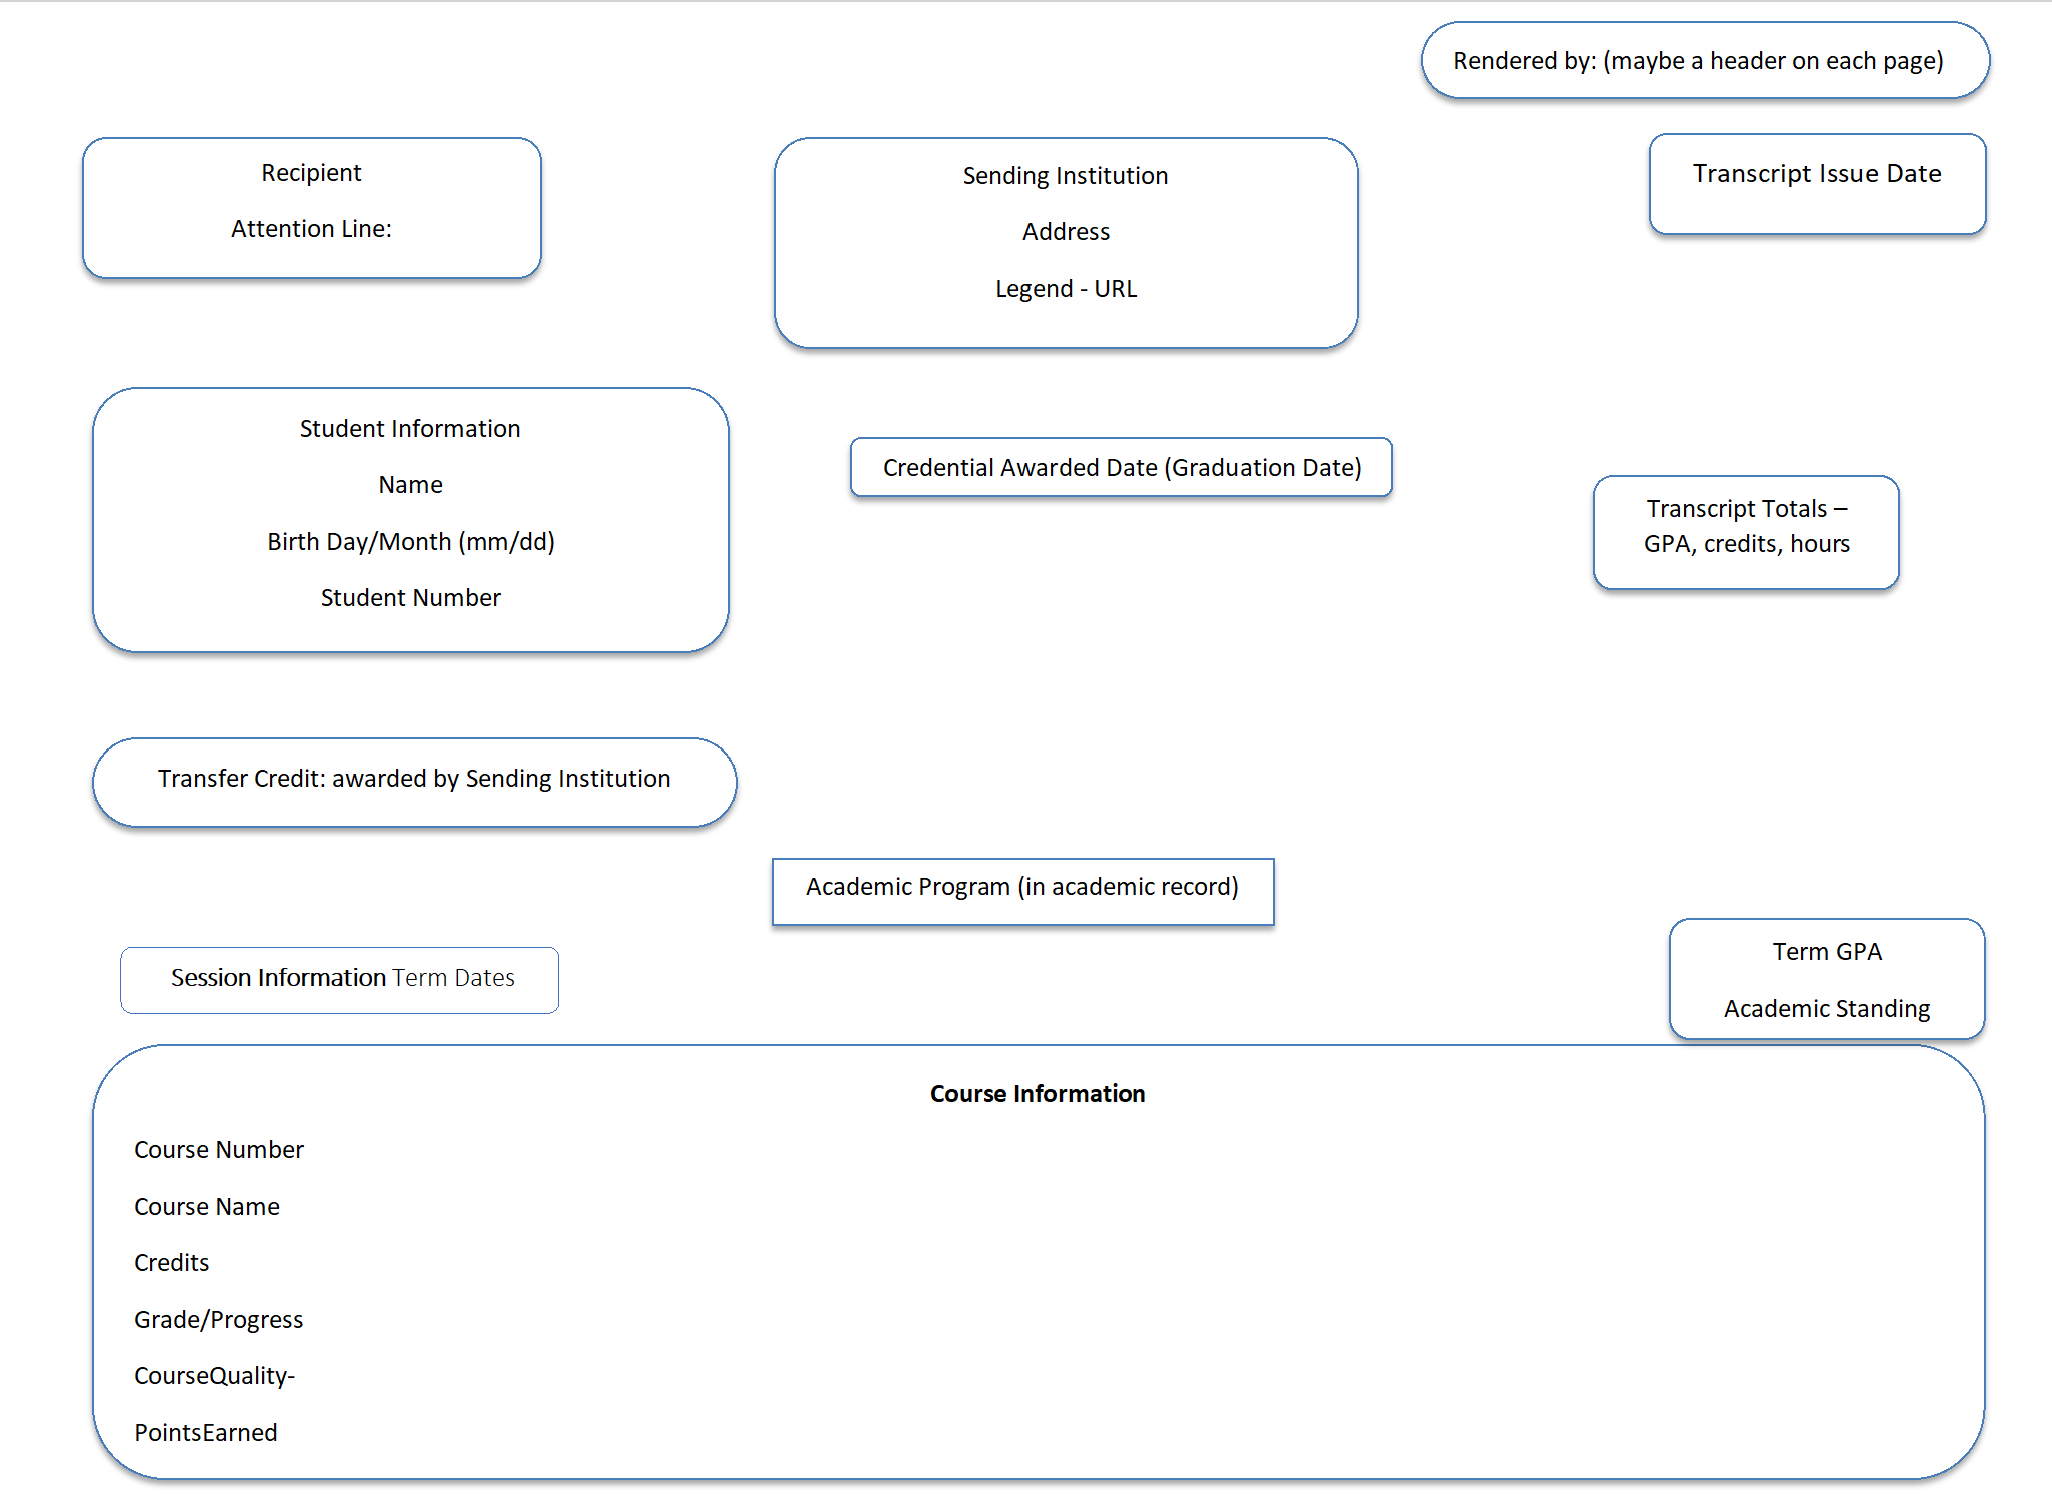 Rendered by: (maybe a header on each page)
Recipient
Attention Line:
Sending Institution
Address
Legend - URL
Transcript Issue Date
Student Information
Name
Birth Day/Month (mm/dd)
Student Number
Credential Awarded Date (Graduation Date)
Transcript Totals –
GPA, credits, hours
Transfer Credit: awarded by Sending Institution
Academic Program (in academic record)
Session Information Term Dates
Term GPA
Academic Standing
Course Information
Course Number
Course Name
Credits
Grade/Progress
CourseQuality-
PointsEarned